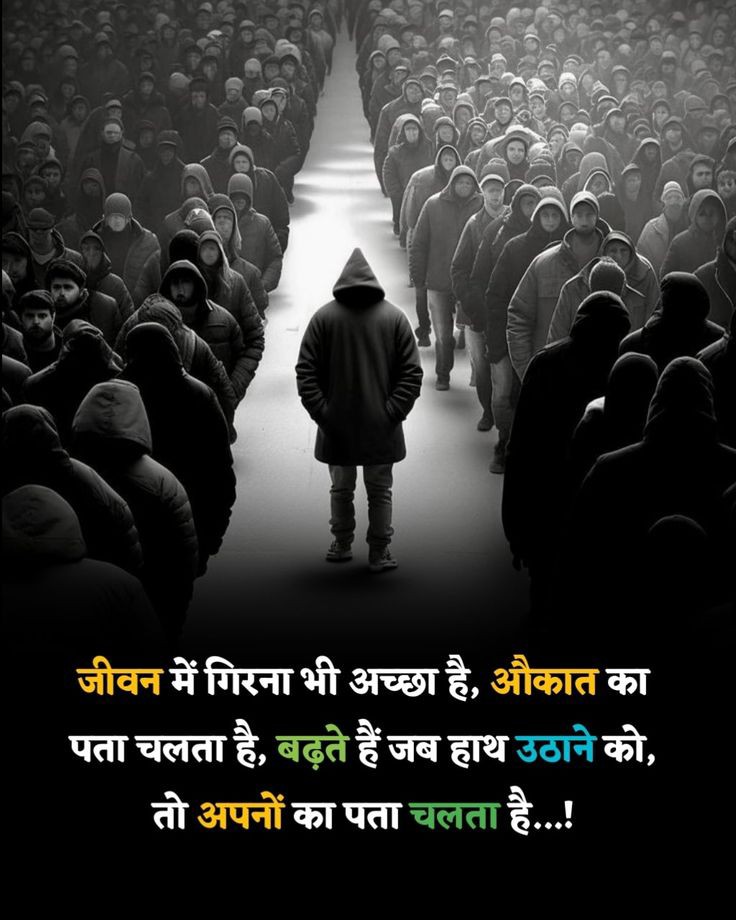 जीवन में गिरना भी अच्छा है, औकात का
पता चलता है, बढ़ते हैं जब हाथ उठाने को,
तो अपनों का पता चलता है...!